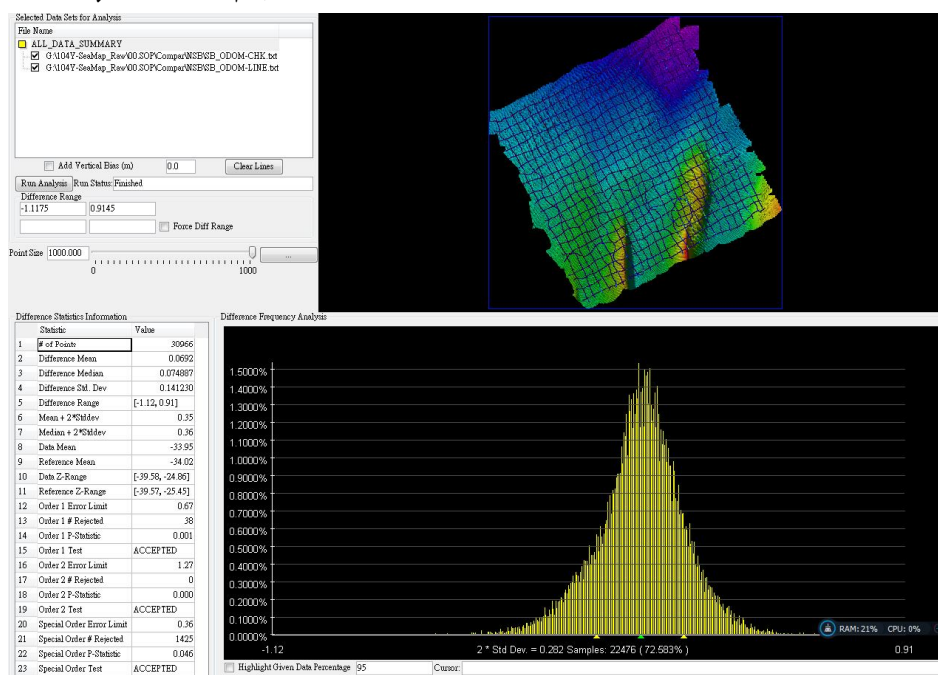 Selected Data Sets for Analysis
File Name
ALL_DATA_SUMMARY
G:\104Y-SeaMap_Raw\00.SOP\Compar\NSB\SB_ODOM-CHK.txt
G:\104Y-SeaMap_Raw\00.SOP\Compar\NSB\SB_ODOM-LINE.txt
Add Vertical Bias (m) 0.0 Clear Lines
Run Analysis Run Status: Finished
Difference Range
-1.1175 0.9145
Force Diff Range
Point Size 1000.000 ...
0 1000
Difference Statistics Information
Statistic Value
1 # of Points 30966
2 Difference Mean 0.0692
3 Difference Median 0.074887
4 Difference Std. Dev 0.141230
5 Difference Range [-1.12, 0.91]
6 Mean + 2*Stddev 0.35
7 Median + 2*Stddev 0.36
8 Data Mean -33.95
9 Reference Mean -34.02
10 Data Z-Range [-39.58, -24.86]
11 Reference Z-Range [-39.57, -25.45]
12 Order 1 Error Limit 0.67
13 Order 1 # Rejected 38
14 Order 1 P-Statistic 0.001
15 Order 1 Test ACCEPTED
16 Order 2 Error Limit 1.27
17 Order 2 # Rejected 0
18 Order 2 P-Statistic 0.000
19 Order 2 Test ACCEPTED
20 Special Order Error Limit 0.36
21 Special Order # Rejected 1425
22 Special Order P-Statistic 0.046
23 Special Order Test ACCEPTED
Difference Frequency Analysis
1.5000%
1.4000%
1.3000%
1.2000%
1.1000%
1.0000%
0.9000%
0.8000%
0.7000%
0.6000%
0.5000%
0.4000%
0.3000%
0.2000%
0.1000%
0.0000%
RAM: 21% CPU: 0%
-1.12 2 * Std Dev. = 0.282 Samples: 22476 ( 72.583% ) 0.91
Highlight Given Data Percentage 95 Cursor: